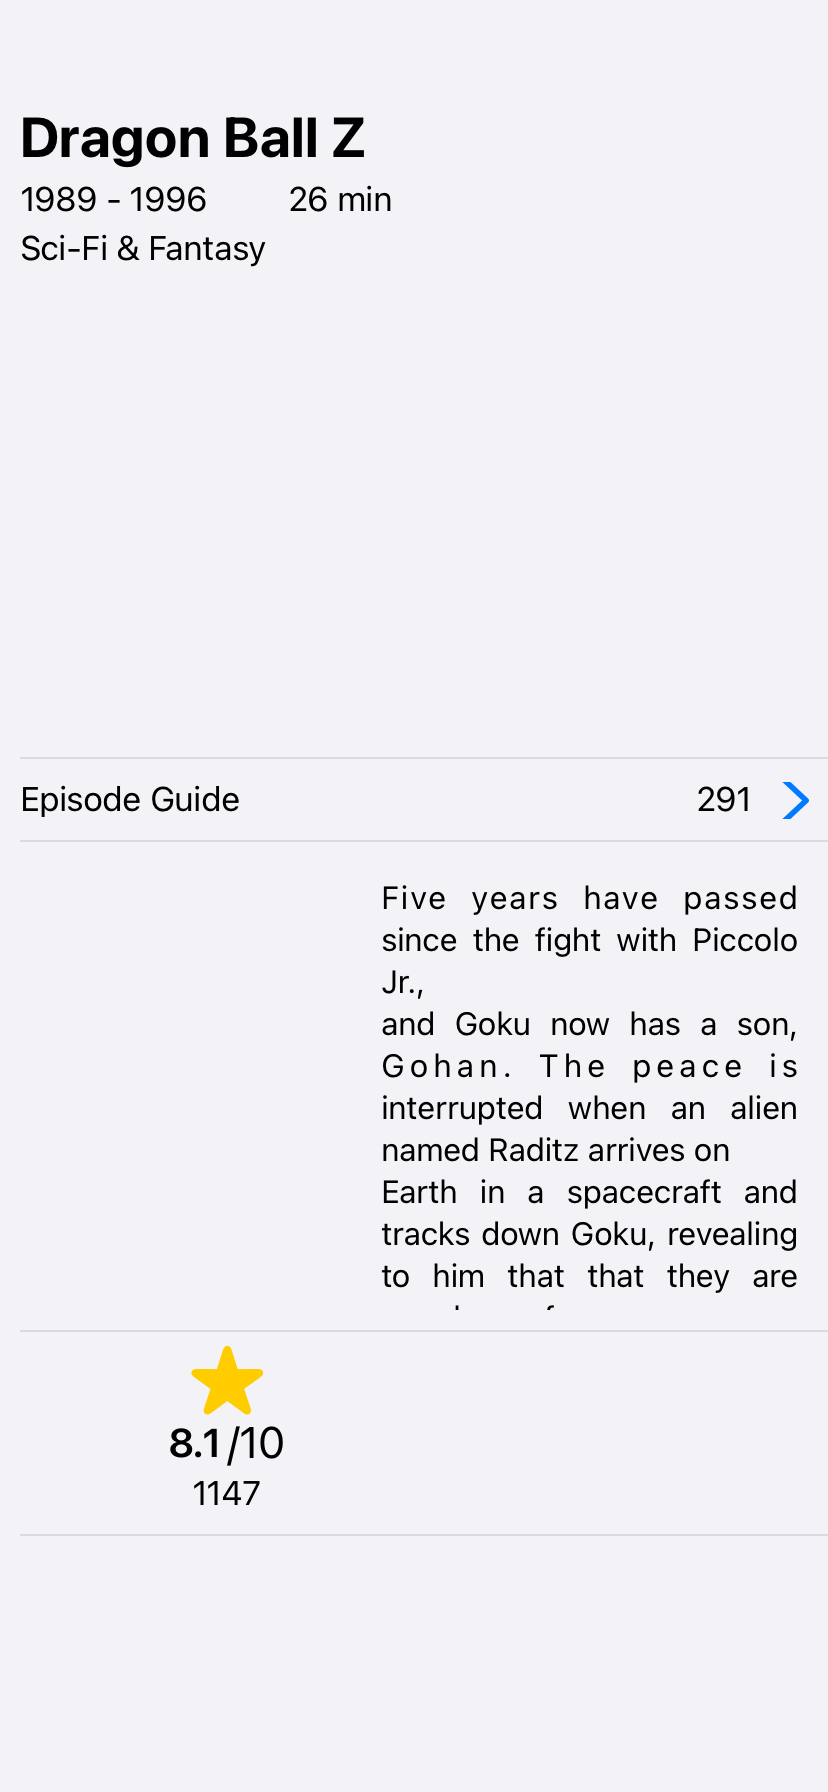 Dragon Ball Z
1989 - 1996 26 min
Sci-Fi & Fantasy
Episode Guide 291
Five years have passed
since the fight with Piccolo
Jr.,
and Goku now has a son,
Gohan. The peace is
interrupted when an alien
named Raditz arrives on
Earth in a spacecraft and
tracks down Goku, revealing
to him that that they are
8.1/10
1147